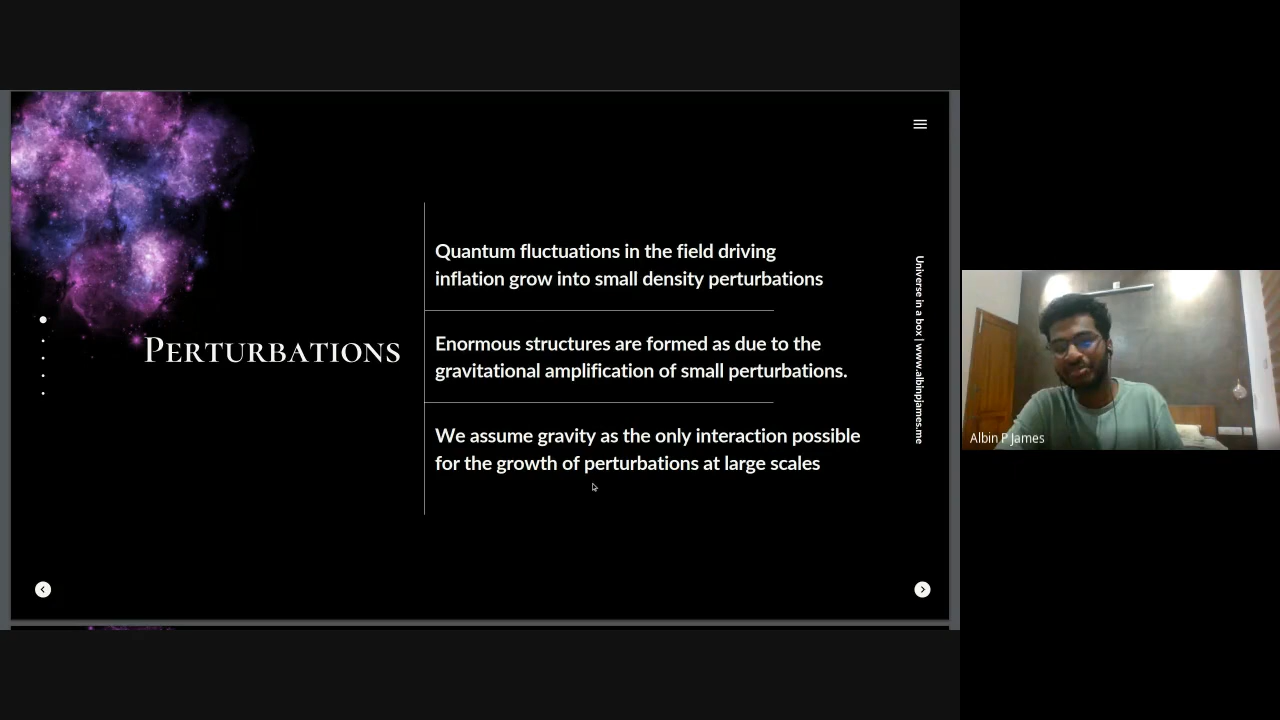 Perturbations
Quantum fluctuations in the field driving
inflation grow into small density perturbations
Enormous structures are formed as due to the
gravitational amplification of small perturbations.
We assume gravity as the only interaction possible
for the growth of perturbations at large scales
Universe in a box | www.albinpjames.me
Albin P James